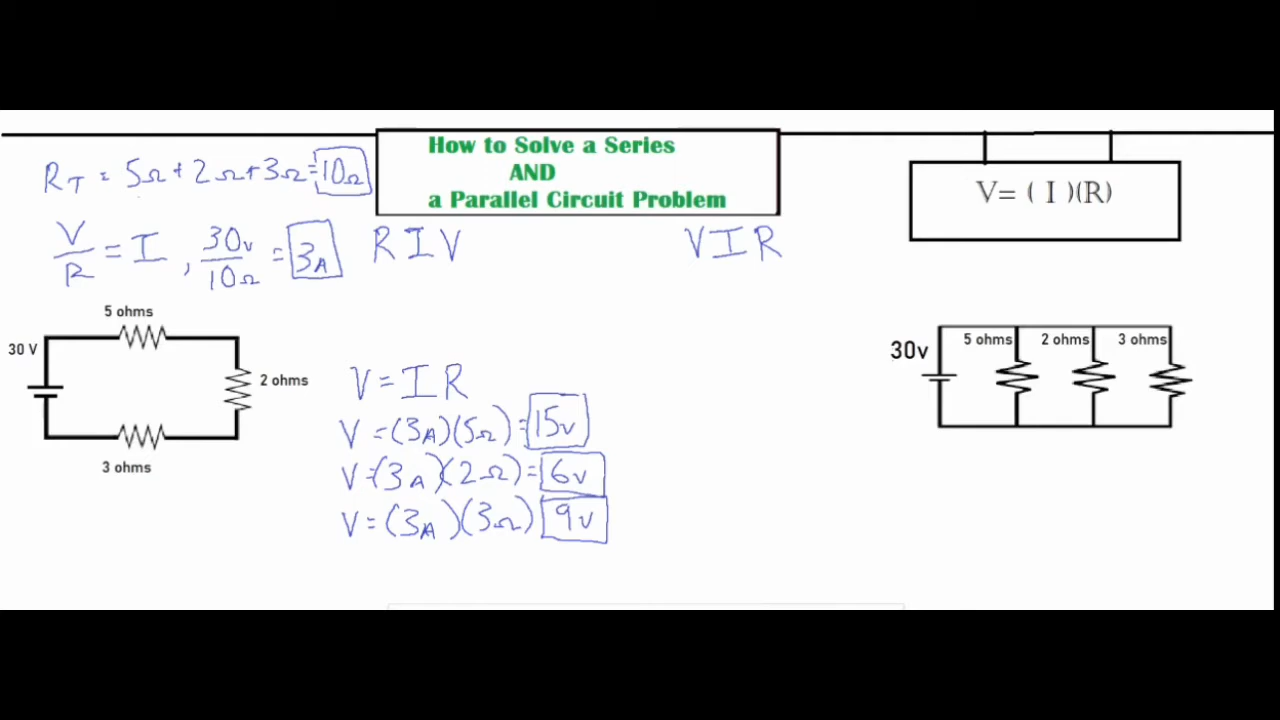 How to Solve a Series
AND
a Parallel Circuit Problem
R_T = 5Ω + 2Ω + 3Ω = 10Ω
V/R = I , 30v/10Ω = 3A
R I V
V I R
V= ( I )(R)
5 ohms
30 V
2 ohms
3 ohms
V = I R
V = (3A)(5Ω) = 15v
V = (3A)(2Ω) = 6v
V = (3A)(3Ω) 9v
30v
5 ohms
2 ohms
3 ohms